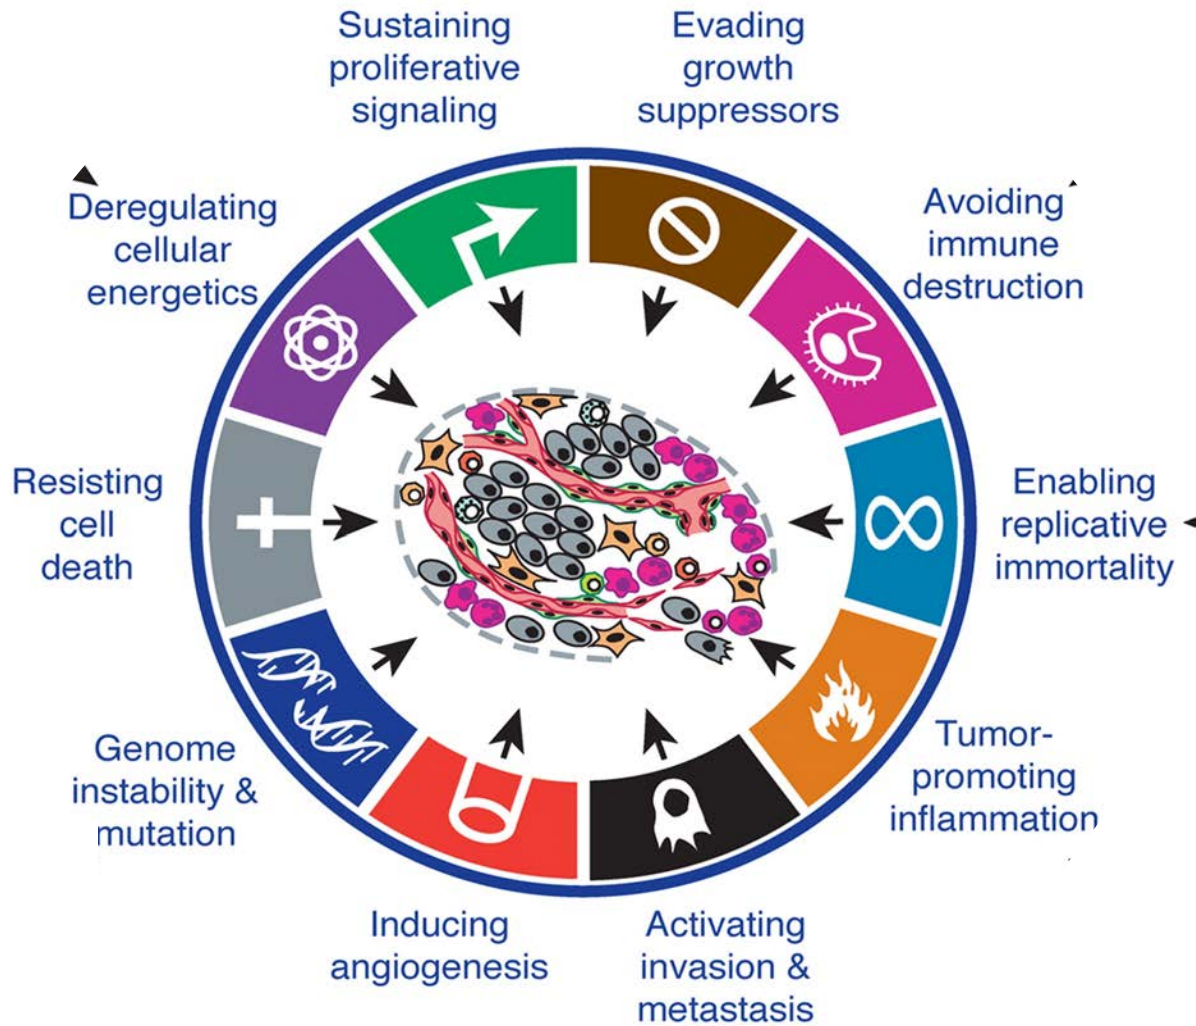 Sustaining
proliferative
signaling
Evading
growth
suppressors
Avoiding
immune
destruction
Enabling
replicative
immortality
Tumor-
promoting
inflammation
Activating
invasion &
metastasis
Inducing
angiogenesis
Genome
instability &
mutation
Resisting
cell
death
Deregulating
cellular
energetics